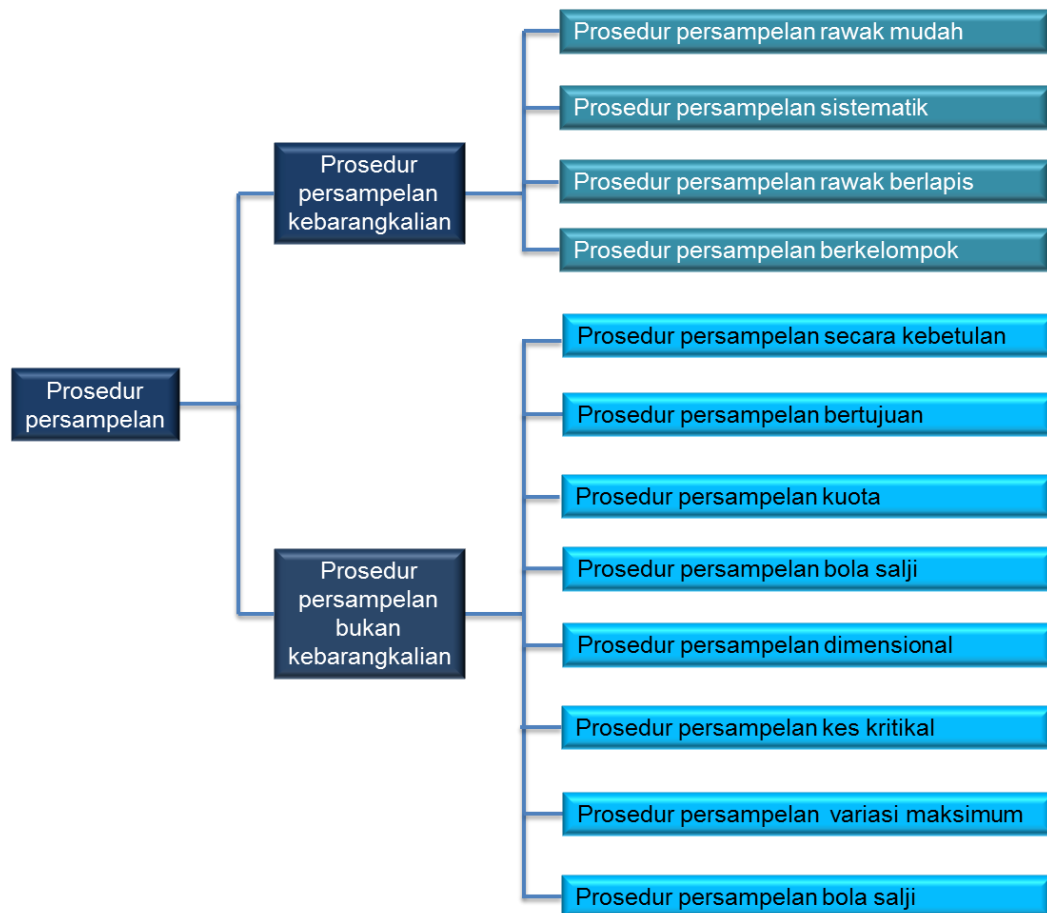 Prosedur
persampelan
Prosedur
persampelan
kebarangkalian
Prosedur persampelan rawak mudah
Prosedur persampelan sistematik
Prosedur persampelan rawak berlapis
Prosedur persampelan berkelompok
Prosedur
persampelan
bukan
kebarangkalian
Prosedur persampelan secara kebetulan
Prosedur persampelan bertujuan
Prosedur persampelan kuota
Prosedur persampelan bola salji
Prosedur persampelan dimensional
Prosedur persampelan kes kritikal
Prosedur persampelan variasi maksimum
Prosedur persampelan bola salji